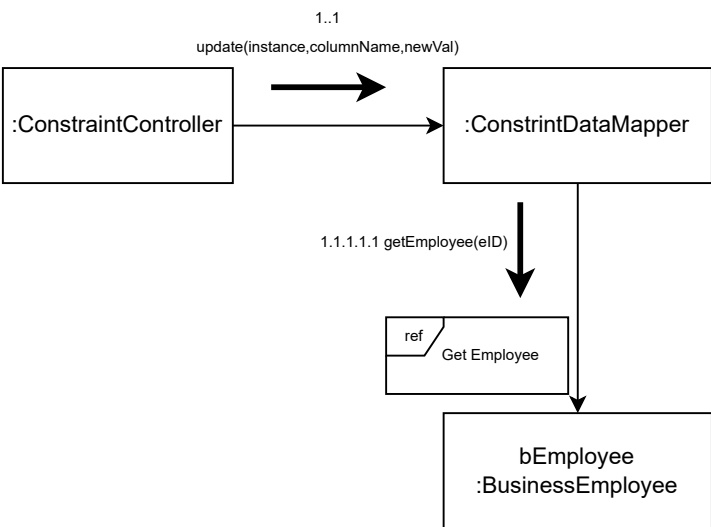 1..1
update(instance,columnName,newVal)
:ConstraintController
:ConstrintDataMapper
1.1.1.1.1 getEmployee(eID)
ref
Get Employee
bEmployee
:BusinessEmployee